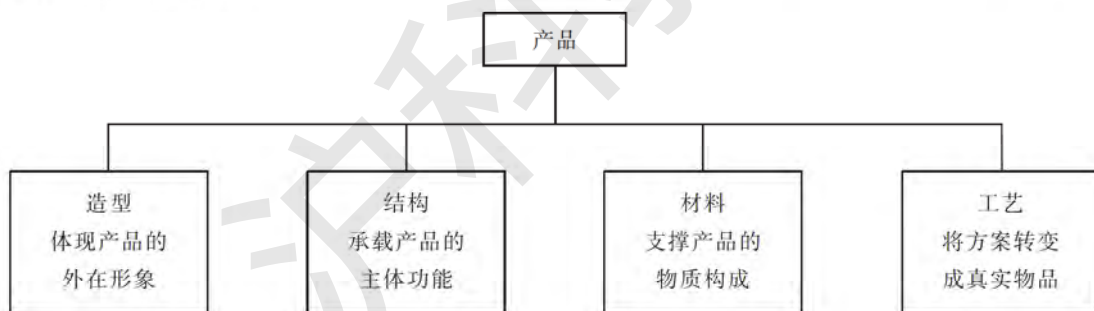 产品
造型
体现产品的
外在形象
结构
承载产品的
主体功能
材料
支撑产品的
物质构成
工艺
将方案转变
成真实物品
沪科